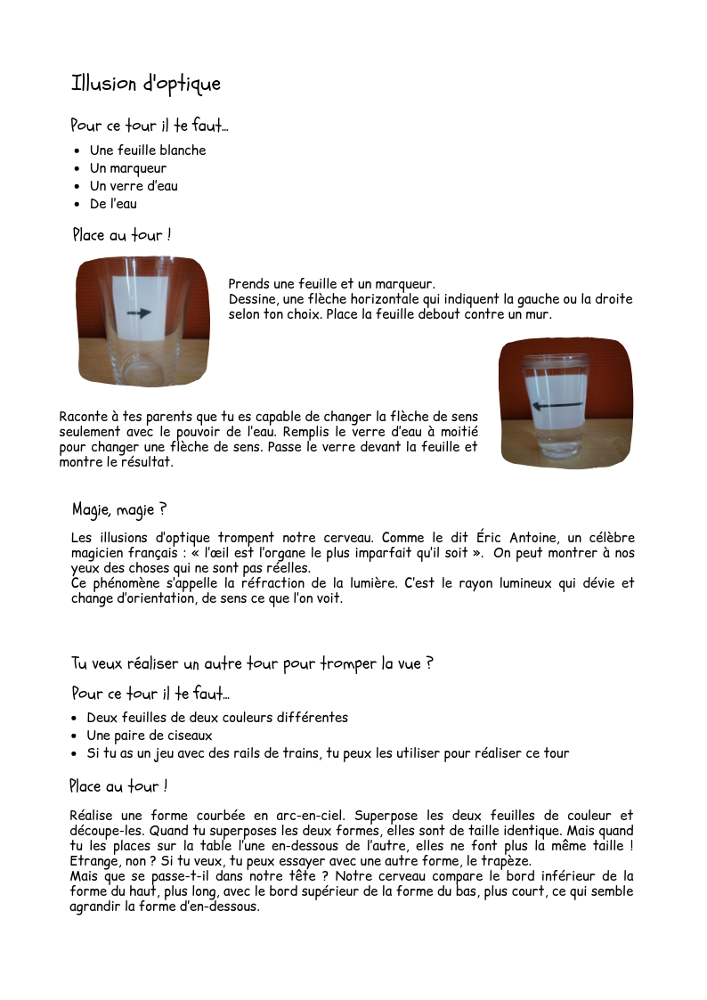 Illusion d'optique
Pour ce tour il te faut...
• Une feuille blanche
• Un marqueur
• Un verre d'eau
• De l'eau
Place au tour !
Prends une feuille et un marqueur.
Dessine, une flèche horizontale qui indiquent la gauche ou la droite
selon ton choix. Place la feuille debout contre un mur.
Raconte à tes parents que tu es capable de changer la flèche de sens
seulement avec le pouvoir de l'eau. Remplis le verre d'eau à moitié
pour changer une flèche de sens. Passe le verre devant la feuille et
montre le résultat.
Magie, magie ?
Les illusions d'optique trompent notre cerveau. Comme le dit Éric Antoine, un célèbre
magicien français : « l'œil est l'organe le plus imparfait qu'il soit ». On peut montrer à nos
yeux des choses qui ne sont pas réelles.
Ce phénomène s'appelle la réfraction de la lumière. C'est le rayon lumineux qui dévie et
change d'orientation, de sens ce que l'on voit.
Tu veux réaliser un autre tour pour tromper la vue ?
Pour ce tour il te faut...
• Deux feuilles de deux couleurs différentes
• Une paire de ciseaux
• Si tu as un jeu avec des rails de trains, tu peux les utiliser pour réaliser ce tour
Place au tour !
Réalise une forme courbée en arc-en-ciel. Superpose les deux feuilles de couleur et
découpe-les. Quand tu superposes les deux formes, elles sont de taille identique. Mais quand
tu les places sur la table l'une en-dessous de l'autre, elles ne font plus la même taille !
Etrange, non ? Si tu veux, tu peux essayer avec une autre forme, le trapèze.
Mais que se passe-t-il dans notre tête ? Notre cerveau compare le bord inférieur de la
forme du haut, plus long, avec le bord supérieur de la forme du bas, plus court, ce qui semble
agrandir la forme d'en-dessous.